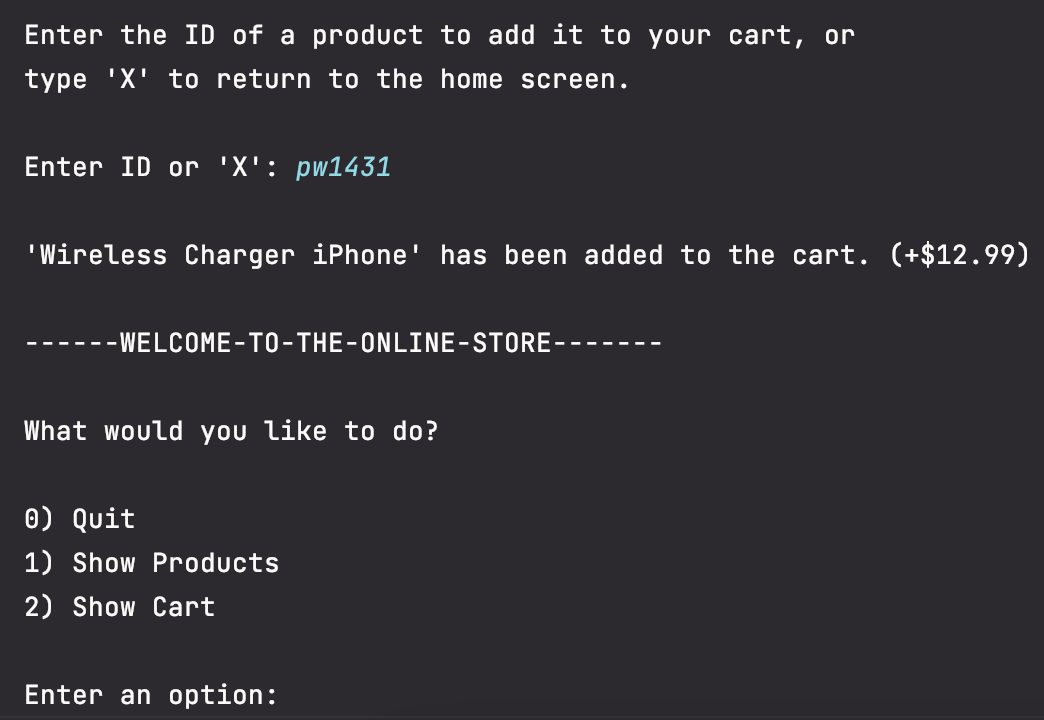 Enter the ID of a product to add it to your cart, or
type 'X' to return to the home screen.
Enter ID or 'X': pw1431
'Wireless Charger iPhone' has been added to the cart. (+$12.99)
------WELCOME-TO-THE-ONLINE-STORE-------
What would you like to do?
0) Quit
1) Show Products
2) Show Cart
Enter an option: